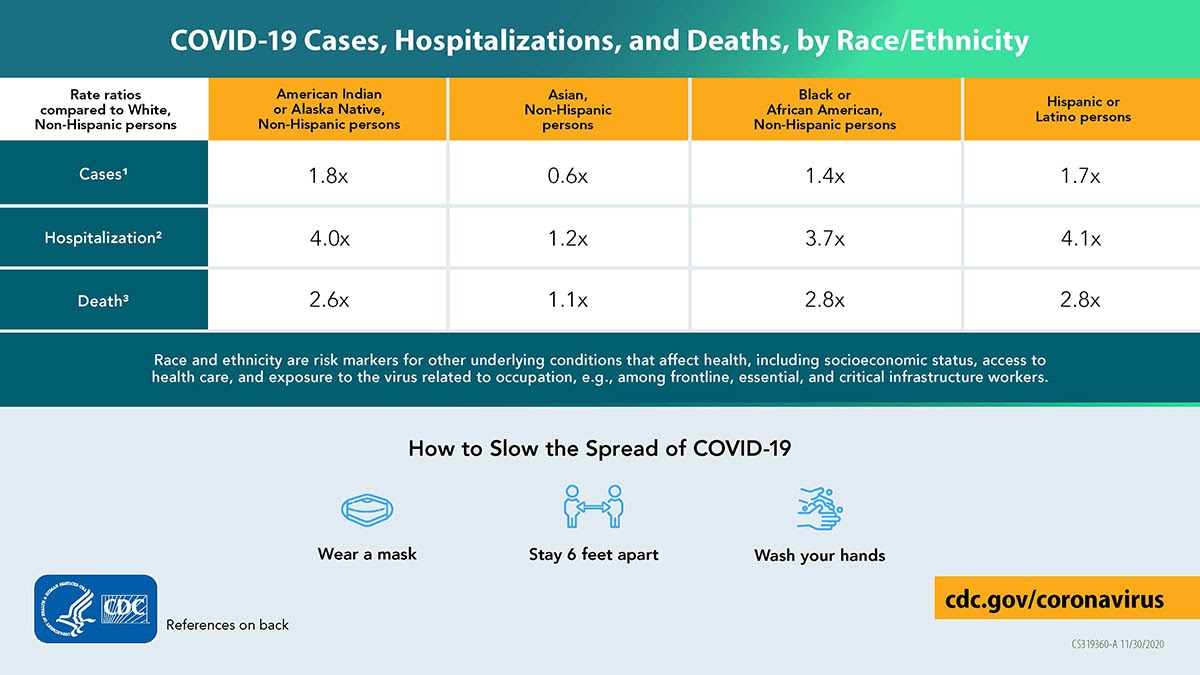 COVID-19 Cases, Hospitalizations, and Deaths, by Race/Ethnicity
Rate ratios
compared to White,
Non-Hispanic persons
American Indian
or Alaska Native,
Non-Hispanic persons
Asian,
Non-Hispanic
persons
Black or
African American,
Non-Hispanic persons
Hispanic or
Latino persons
Cases¹
1.8x
0.6x
1.4x
1.7x
Hospitalization²
4.0x
1.2x
3.7x
4.1x
Death³
2.6x
1.1x
2.8x
2.8x
Race and ethnicity are risk markers for other underlying conditions that affect health, including socioeconomic status, access to
health care, and exposure to the virus related to occupation, e.g., among frontline, essential, and critical infrastructure workers.
How to Slow the Spread of COVID-19
Wear a mask
Stay 6 feet apart
Wash your hands
CDC
References on back
cdc.gov/coronavirus
CS319360-A 11/30/2020